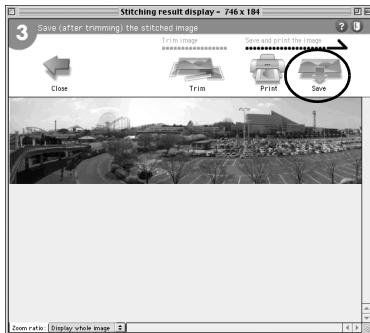 Stitching result display - 746 x 184
3 Save (after trimming) the stitched image
Trim image
Save and print the image
?
Close
Trim
Print
Save
Zoom ratio: Display whole image